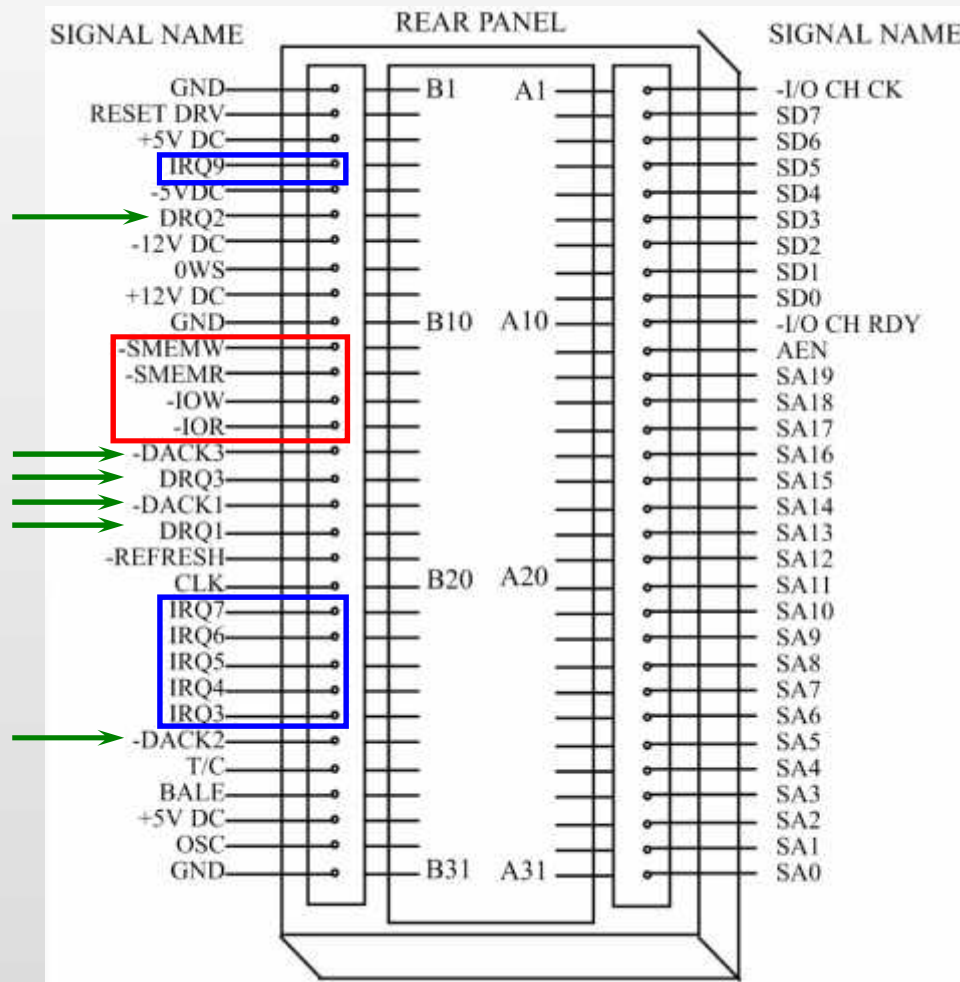 REAR PANEL
SIGNAL NAME
SIGNAL NAME
GND B1 A1 -I/O CH CK
RESET DRV SD7
+5V DC SD6
IRQ9 SD5
-5VDC SD4
DRQ2 SD3
-12V DC SD2
0WS SD1
+12V DC SD0
GND B10 A10 -I/O CH RDY
-SMEMW AEN
-SMEMR SA19
-IOW SA18
-IOR SA17
-DACK3 SA16
DRQ3 SA15
-DACK1 SA14
DRQ1 SA13
-REFRESH SA12
CLK B20 A20 SA11
IRQ7 SA10
IRQ6 SA9
IRQ5 SA8
IRQ4 SA7
IRQ3 SA6
-DACK2 SA5
T/C SA4
BALE SA3
+5V DC SA2
OSC SA1
GND B31 A31 SA0